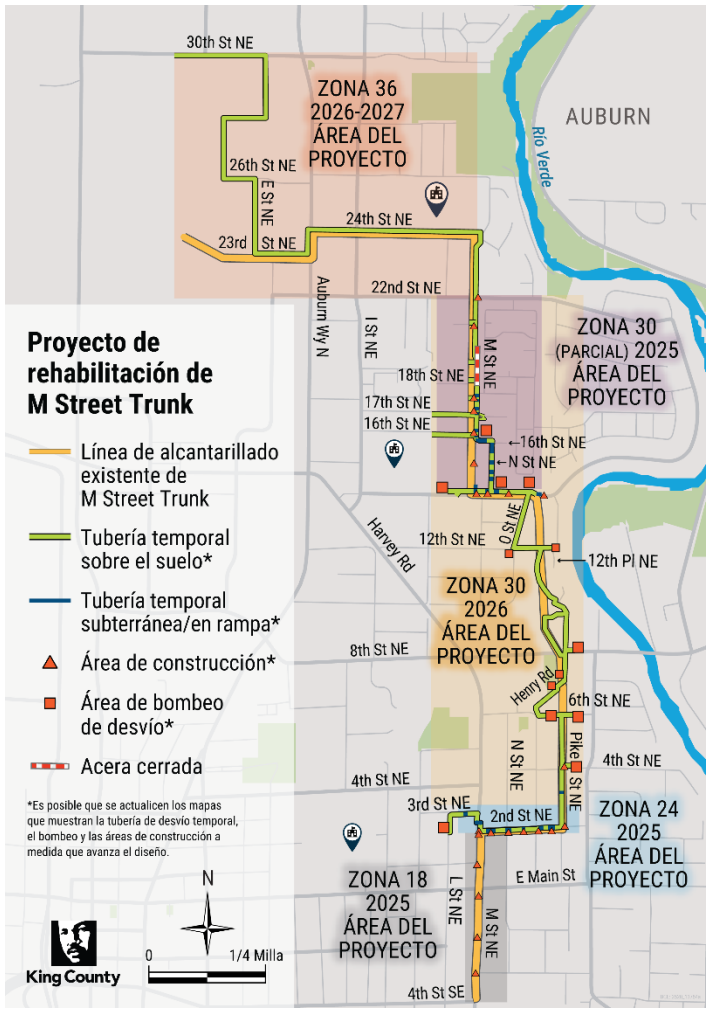 30th St NE
ZONA 36
2026-2027
ÁREA DEL
PROYECTO
AUBURN
Río Verde
26th St NE
E St NE
24th St NE
23rd St NE
22nd St NE
Auburn Wy N
I St NE
M St NE
ZONA 30
(PARCIAL) 2025
ÁREA DEL
PROYECTO
18th St NE
17th St NE
16th St NE
←16th St NE
←N St NE
Harvey Rd
O St NE
12th St NE
←12th Pl NE
ZONA 30
2026
ÁREA DEL
PROYECTO
8th St NE
Henry Rd
6th St NE
N St NE
Pike St NE
4th St NE
4th St NE
3rd St NE
2nd St NE
ZONA 24
2025
ÁREA DEL
PROYECTO
E Main St
ZONA 18
2025
ÁREA DEL
PROYECTO
L St NE
M St NE
4th St SE
Proyecto de
rehabilitación de
M Street Trunk
Línea de alcantarillado
existente de
M Street Trunk
Tubería temporal
sobre el suelo*
Tubería temporal
subterránea/en rampa*
Área de construcción*
Área de bombeo
de desvío*
Acera cerrada
*Es posible que se actualicen los mapas
que muestran la tubería de desvío temporal,
el bombeo y las áreas de construcción a
medida que avanza el diseño.
N
0 1/4 Milla
King County